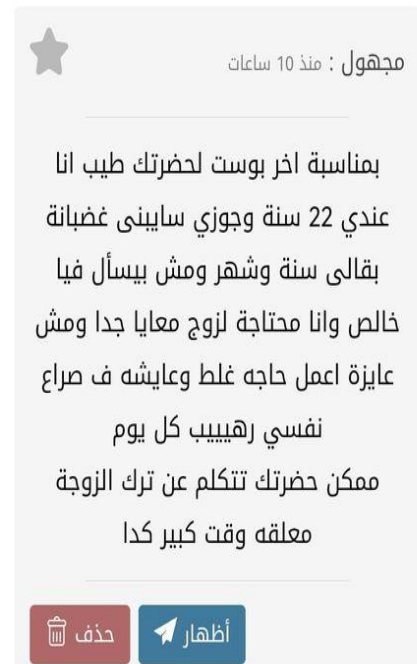 مجهول : منذ 10 ساعات
بمناسبة اخر بوست لحضرتك طيب انا
عندي 22 سنة وجوزي سايبنى غضبانة
بقالى سنة وشهر ومش بيسأل فيا
خالص وانا محتاجة لزوج معايا جدا ومش
عايزة اعمل حاجه غلط وعايشه ف صراع
نفسي رهيييب كل يوم
ممكن حضرتك تتكلم عن ترك الزوجة
معلقه وقت كبير كدا
أظهار
حذف